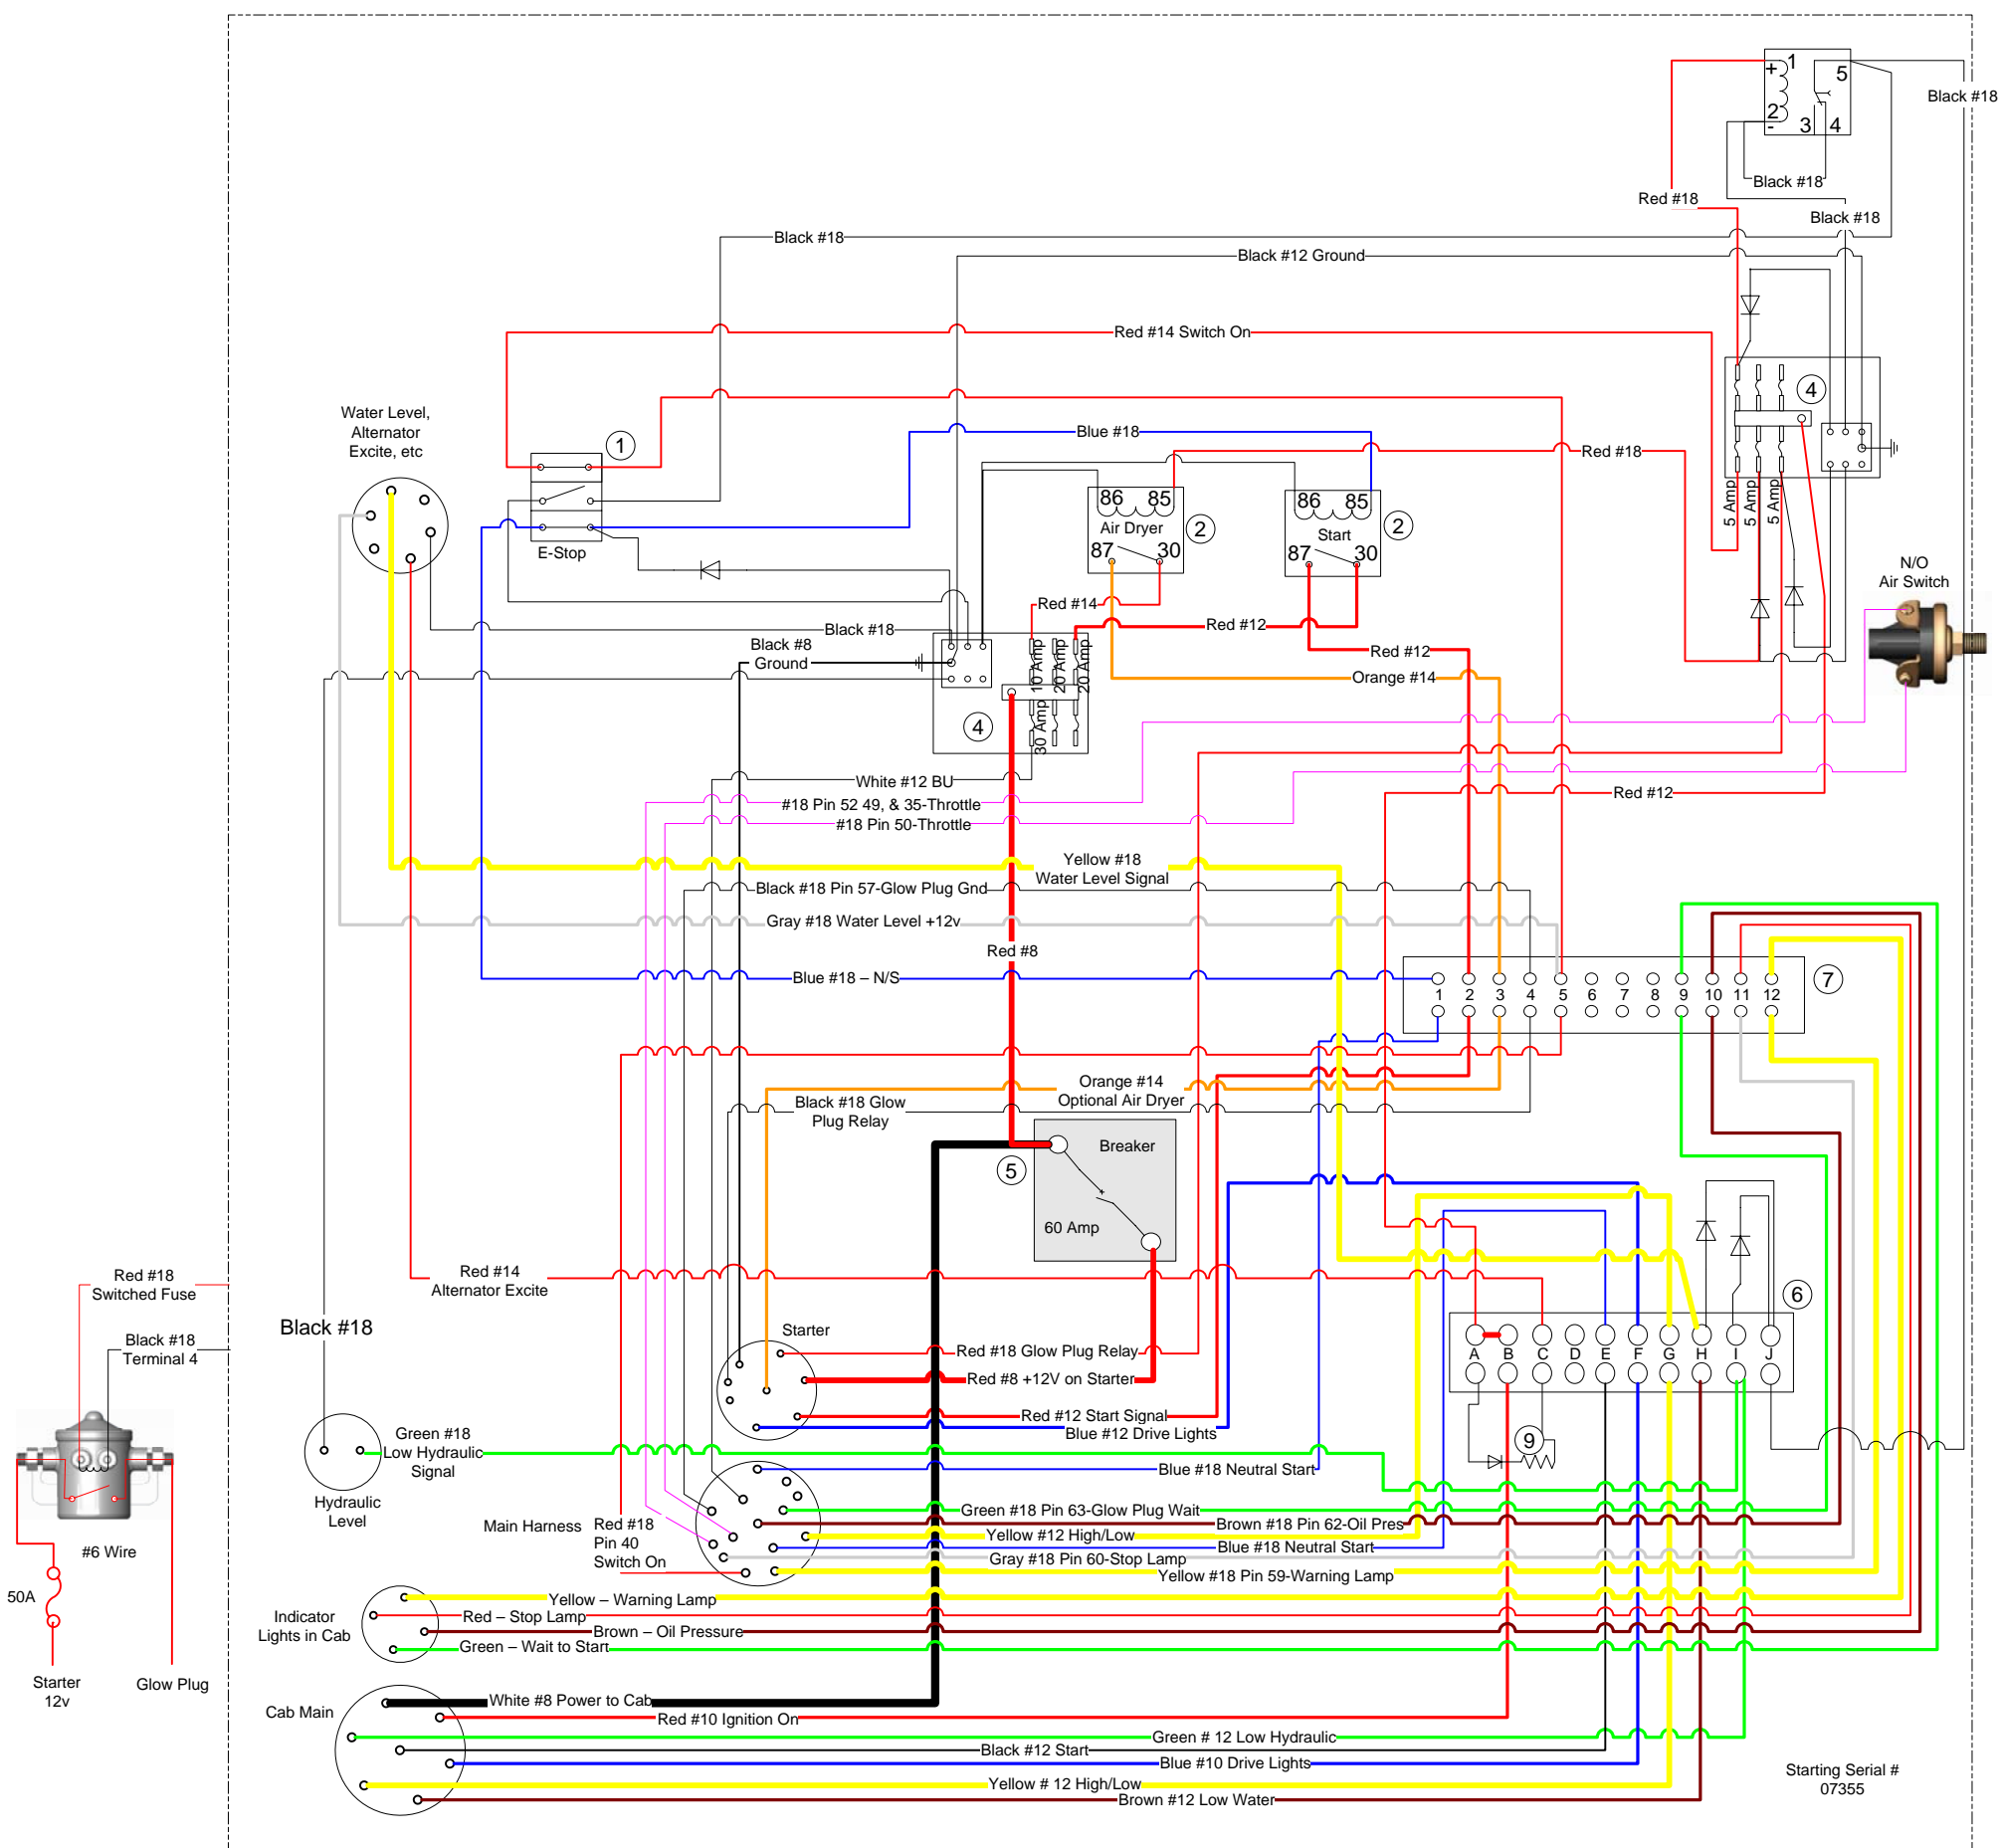 1
+
5
2
-
3
4
Black #18
Black #18
Red #18
Black #18
Black #18
Black #12 Ground
Red #14 Switch On
4
Water Level,
Alternator
Excite, etc
1
Blue #18
Red #18
5 Amp
5 Amp
5 Amp
86
85
Air Dryer
87
30
2
86
85
Start
87
30
2
E-Stop
N/O
Air Switch
Red #14
Red #12
Black #18
Black #8
Ground
Red #12
Orange #14
10 Amp
20 Amp
20 Amp
30 Amp
4
White #12 BU
#18 Pin 52 49, & 35-Throttle
#18 Pin 50-Throttle
Red #12
Yellow #18
Water Level Signal
Black #18 Pin 57-Glow Plug Gnd
Gray #18 Water Level +12v
Red #8
Blue #18 – N/S
7
1
2
3
4
5
6
7
8
9
10
11
12
Orange #14
Optional Air Dryer
Black #18 Glow
Plug Relay
Breaker
5
60 Amp
Red #18
Switched Fuse
Red #14
Alternator Excite
6
Black #18
Black #18
Terminal 4
Starter
Red #18 Glow Plug Relay
A
B
C
D
E
F
G
H
I
J
Red #8 +12V on Starter
Red #12 Start Signal
Blue #12 Drive Lights
Green #18
Low Hydraulic
Signal
9
Blue #18 Neutral Start
Hydraulic
Level
Green #18 Pin 63-Glow Plug Wait
Main Harness
Red #18
Pin 40
Switch On
Brown #18 Pin 62-Oil Pres
Yellow #12 High/Low
Blue #18 Neutral Start
#6 Wire
Gray #18 Pin 60-Stop Lamp
Yellow #18 Pin 59-Warning Lamp
50A
Indicator
Lights in Cab
Yellow – Warning Lamp
Red – Stop Lamp
Brown – Oil Pressure
Green – Wait to Start
Starter
12v
Glow Plug
Cab Main
White #8 Power to Cab
Red #10 Ignition On
Green # 12 Low Hydraulic
Black #12 Start
Blue #10 Drive Lights
Yellow # 12 High/Low
Brown #12 Low Water
Starting Serial #
07355